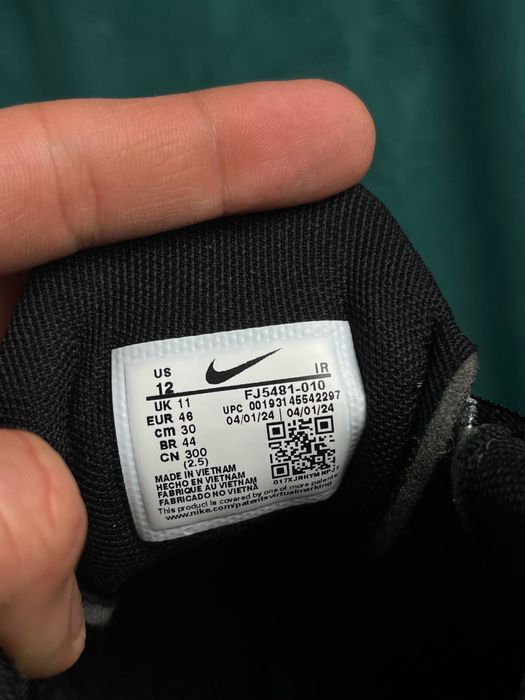 US
12
IR
UK 11
EUR 46
cm 30
BR 44
CN 300
(2.5)
FJ5481-010
UPC 00193145542297
04/01/24 | 04/01/24
MADE IN VIETNAM
HECHO EN VIETNAM
FABRIQUE AU VIETNAM
FABRICADO NO VIETNÃ
This product is covered by one of more patents
www.nike.com/patentsvirtualmarking